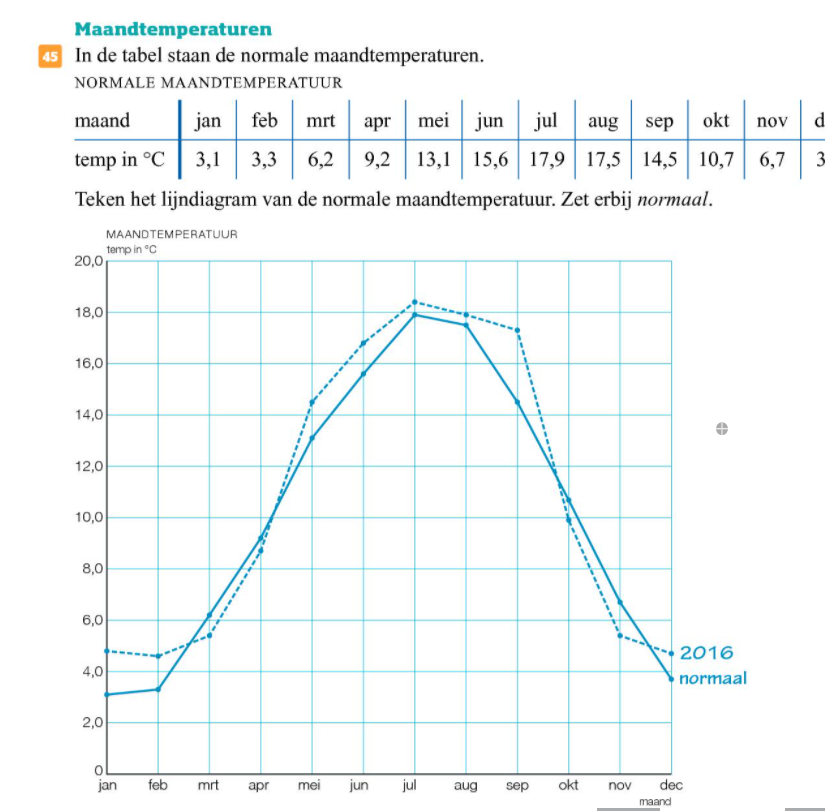 Maandtemperaturen
45 In de tabel staan de normale maandtemperaturen.
NORMALE MAANDTEMPERATUUR
maand jan feb mrt apr mei jun jul aug sep okt nov d
temp in °C 3,1 3,3 6,2 9,2 13,1 15,6 17,9 17,5 14,5 10,7 6,7 3
Teken het lijndiagram van de normale maandtemperatuur. Zet erbij normaal.
MAANDTEMPERATUUR
temp in °C
20,0
18,0
16,0
14,0
12,0
10,0
8,0
6,0
2016
4,0
normaal
2,0
0
jan feb mrt apr mei jun jul aug sep okt nov dec
maand